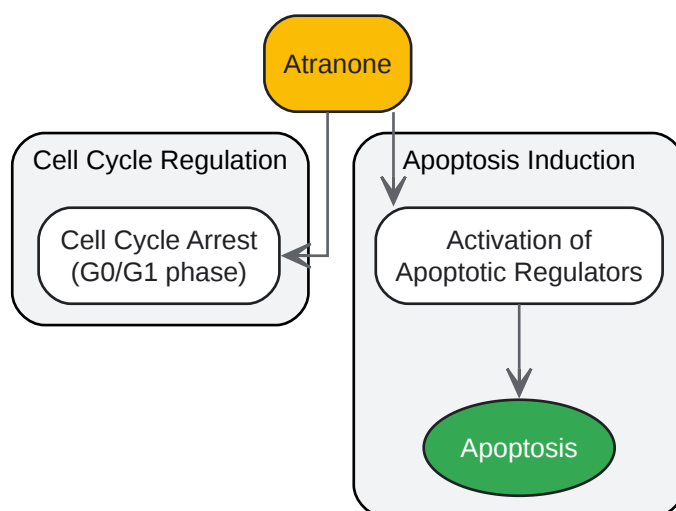 Atranone
Cell Cycle Regulation
Cell Cycle Arrest
(G0/G1 phase)
Apoptosis Induction
Activation of
Apoptotic Regulators
Apoptosis